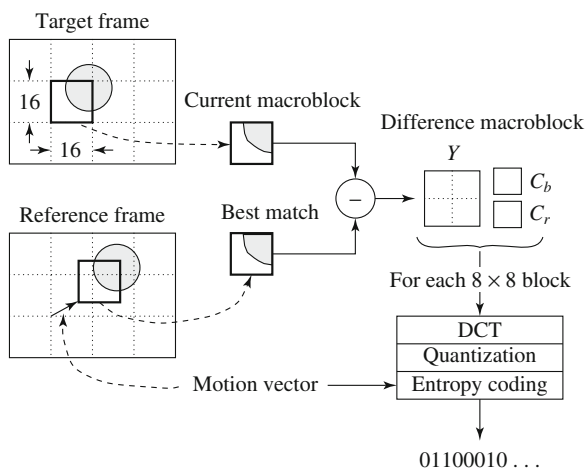 Target frame
16
16
Current macroblock
Difference macroblock
Y
C_b
C_r
Reference frame
Best match
−
For each 8 × 8 block
DCT
Quantization
Entropy coding
Motion vector
01100010 . . .